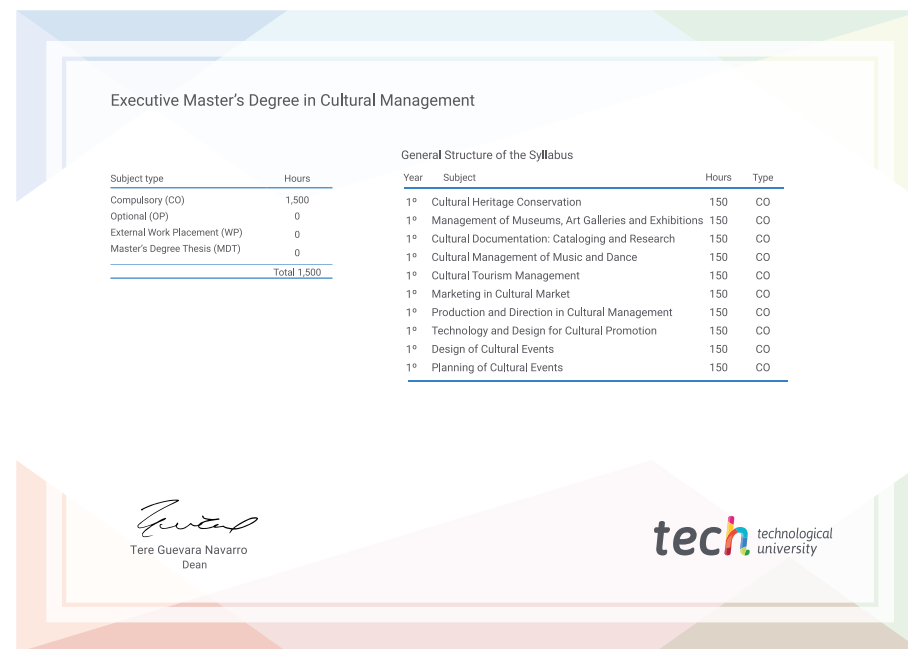 Executive Master's Degree in Cultural Management
General Structure of the Syllabus
Subject type Hours
Compulsory (CO) 1,500
Optional (OP) 0
External Work Placement (WP) 0
Master's Degree Thesis (MDT) 0
Total 1,500
Year Subject Hours Type
1º Cultural Heritage Conservation 150 CO
1º Management of Museums, Art Galleries and Exhibitions 150 CO
1º Cultural Documentation: Cataloging and Research 150 CO
1º Cultural Management of Music and Dance 150 CO
1º Cultural Tourism Management 150 CO
1º Marketing in Cultural Market 150 CO
1º Production and Direction in Cultural Management 150 CO
1º Technology and Design for Cultural Promotion 150 CO
1º Design of Cultural Events 150 CO
1º Planning of Cultural Events 150 CO
Tere Guevara Navarro
Dean
tech technological
university